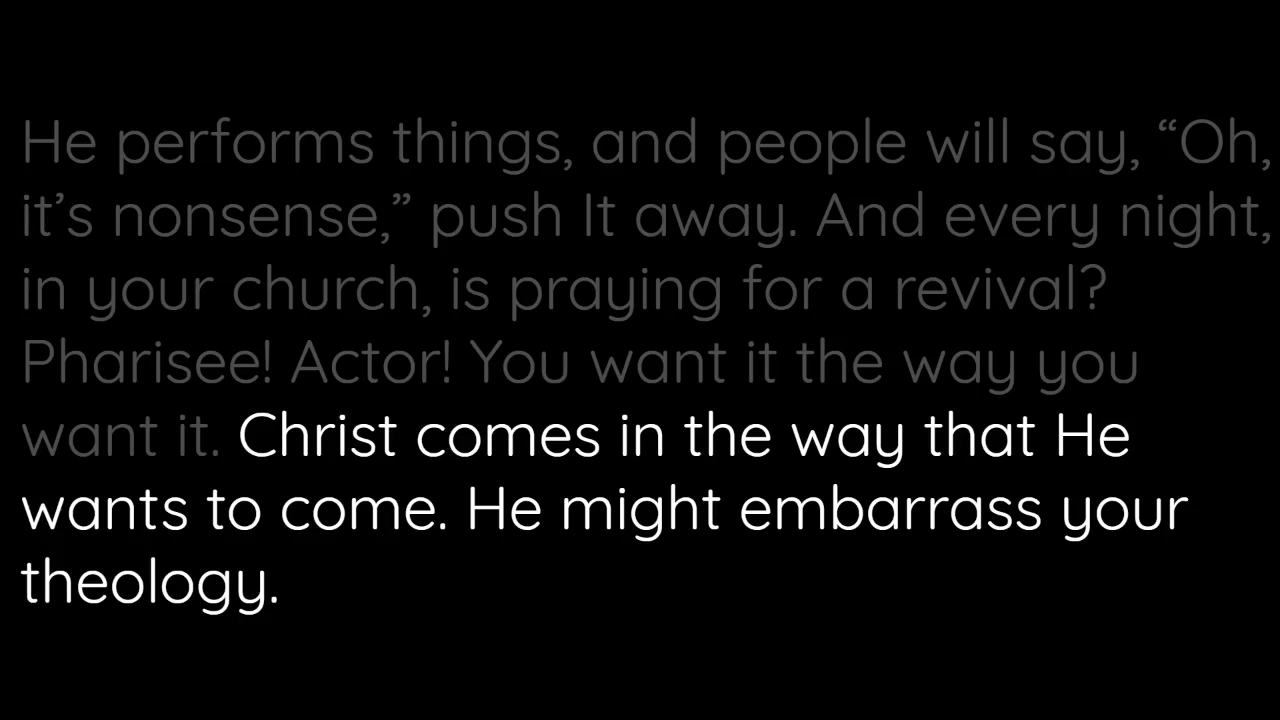 He performs things, and people will say, “Oh,
it’s nonsense,” push It away. And every night,
in your church, is praying for a revival?
Pharisee! Actor! You want it the way you
want it. Christ comes in the way that He
wants to come. He might embarrass your
theology.